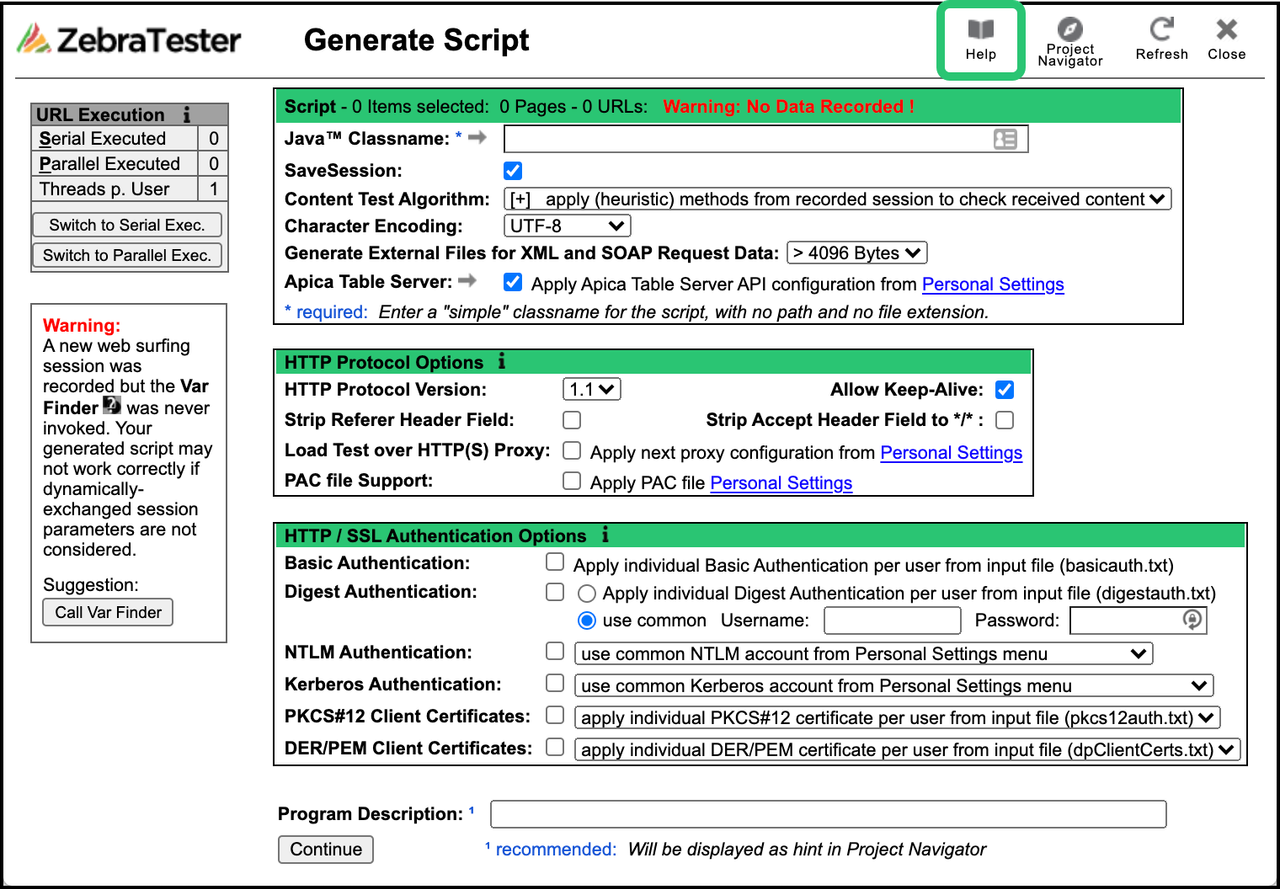 ZebraTester
Generate Script
Help
Project
Navigator
Refresh
Close
URL Execution i
Serial Executed 0
Parallel Executed 0
Threads p. User 1
Switch to Serial Exec.
Switch to Parallel Exec.
Warning:
A new web surfing
session was
recorded but the Var
Finder ? was never
invoked. Your
generated script may
not work correctly if
dynamically-
exchanged session
parameters are not
considered.
Suggestion:
Call Var Finder
Script - 0 Items selected: 0 Pages - 0 URLs: Warning: No Data Recorded !
Java™ Classname: *
SaveSession:
Content Test Algorithm: [+] apply (heuristic) methods from recorded session to check received content
Character Encoding: UTF-8
Generate External Files for XML and SOAP Request Data: > 4096 Bytes
Apica Table Server: Apply Apica Table Server API configuration from Personal Settings
* required: Enter a "simple" classname for the script, with no path and no file extension.
HTTP Protocol Options i
HTTP Protocol Version: 1.1 Allow Keep-Alive:
Strip Referer Header Field: Strip Accept Header Field to */* :
Load Test over HTTP(S) Proxy: Apply next proxy configuration from Personal Settings
PAC file Support: Apply PAC file Personal Settings
HTTP / SSL Authentication Options i
Basic Authentication: Apply individual Basic Authentication per user from input file (basicauth.txt)
Digest Authentication: Apply individual Digest Authentication per user from input file (digestauth.txt)
use common Username: Password:
NTLM Authentication: use common NTLM account from Personal Settings menu
Kerberos Authentication: use common Kerberos account from Personal Settings menu
PKCS#12 Client Certificates: apply individual PKCS#12 certificate per user from input file (pkcs12auth.txt)
DER/PEM Client Certificates: apply individual DER/PEM certificate per user from input file (dpClientCerts.txt)
Program Description: ¹
Continue
¹ recommended: Will be displayed as hint in Project Navigator